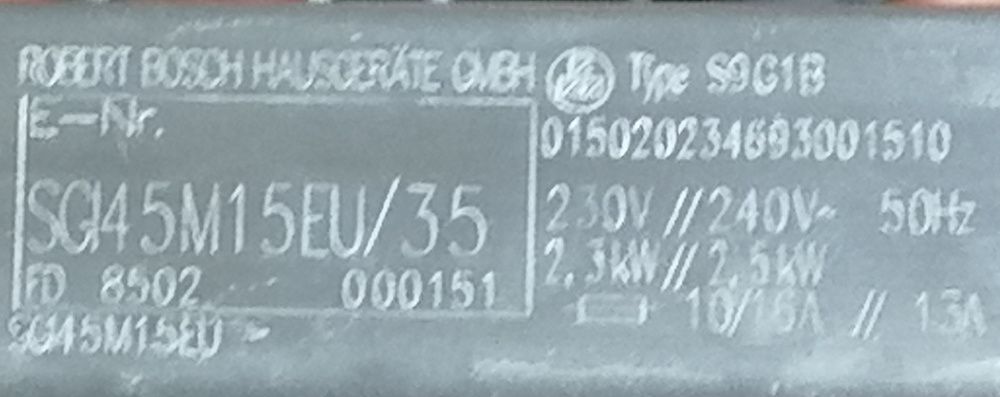 ROBERT BOSCH HAUSGERÄTE GMBH Type S9G1B
E-Nr. 015020234693001510
SGI45M15EU/35 230V // 240V~ 50Hz
2,3kW // 2,5kW
FD 8502 000151 10/16A // 13A
SGI45M15EU